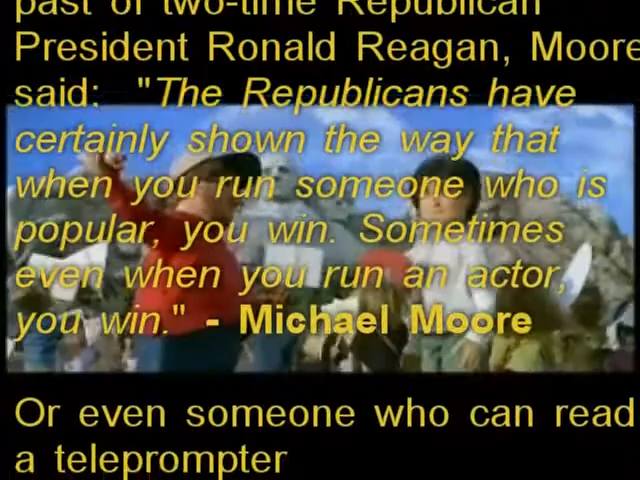 past of two-time Republican
President Ronald Reagan, Moore
said: "The Republicans have
certainly shown the way that
when you run someone who is
popular, you win. Sometimes
even when you run an actor,
you win." - Michael Moore
Or even someone who can read
a teleprompter